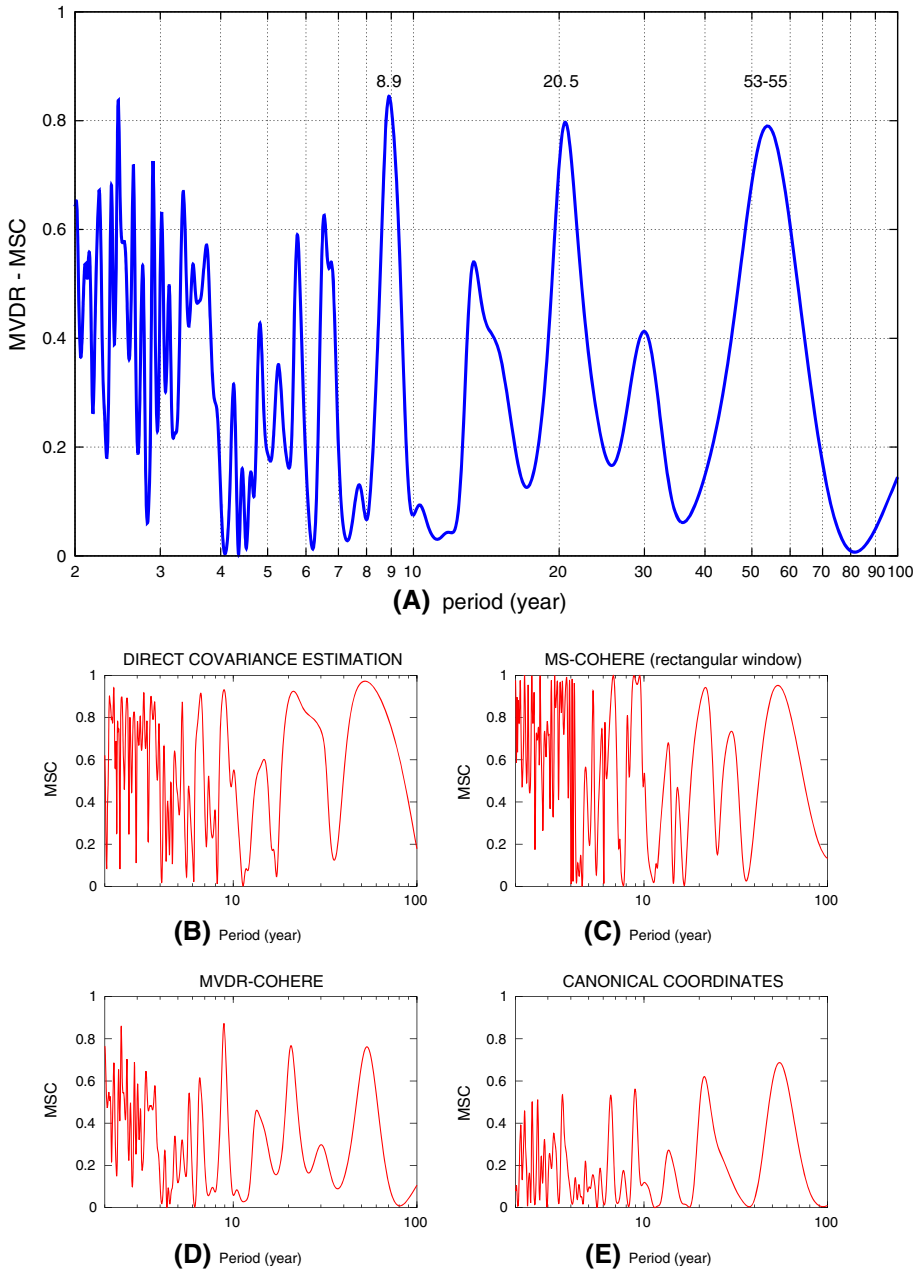 1
0.8
0.6
0.4
0.2
0
MVDR - MSC
8.9
20.5
53-55
2 3 4 5 6 7 8 9 10 20 30 40 50 60 70 80 90 100
(A) period (year)
DIRECT COVARIANCE ESTIMATION
1
0.8
0.6
0.4
0.2
0
MSC
10 100
(B) Period (year)
MS-COHERE (rectangular window)
1
0.8
0.6
0.4
0.2
0
MSC
10 100
(C) Period (year)
MVDR-COHERE
1
0.8
0.6
0.4
0.2
0
MSC
10 100
(D) Period (year)
CANONICAL COORDINATES
1
0.8
0.6
0.4
0.2
0
MSC
10 100
(E) Period (year)